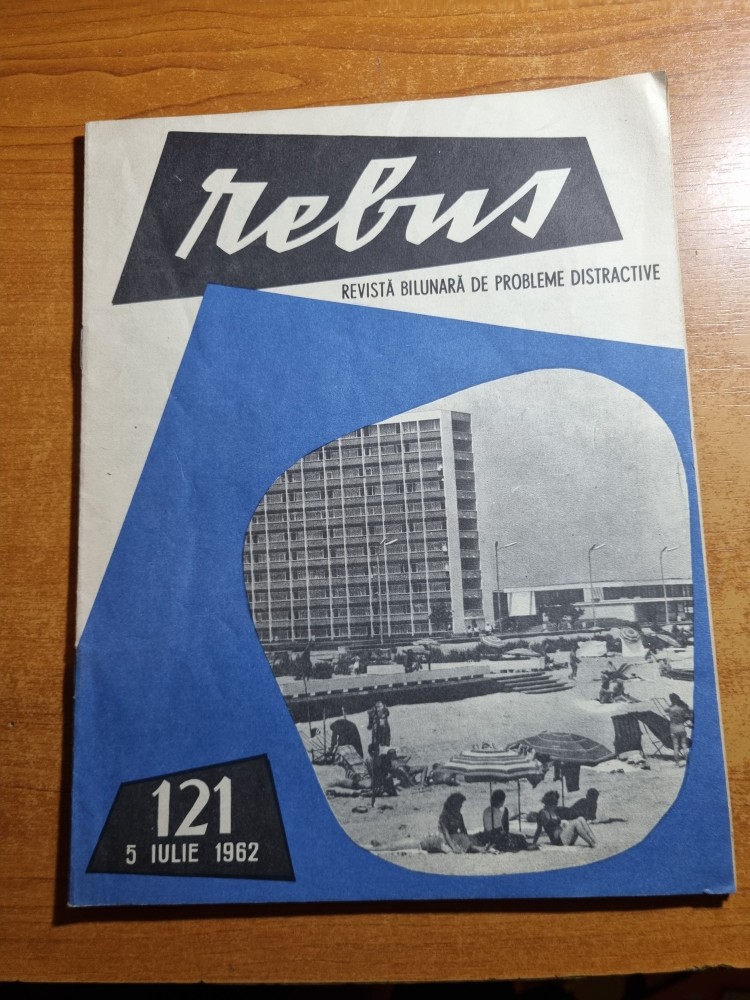 rebus
REVISTĂ BILUNARĂ DE PROBLEME DISTRACTIVE
121
5 IULIE 1962